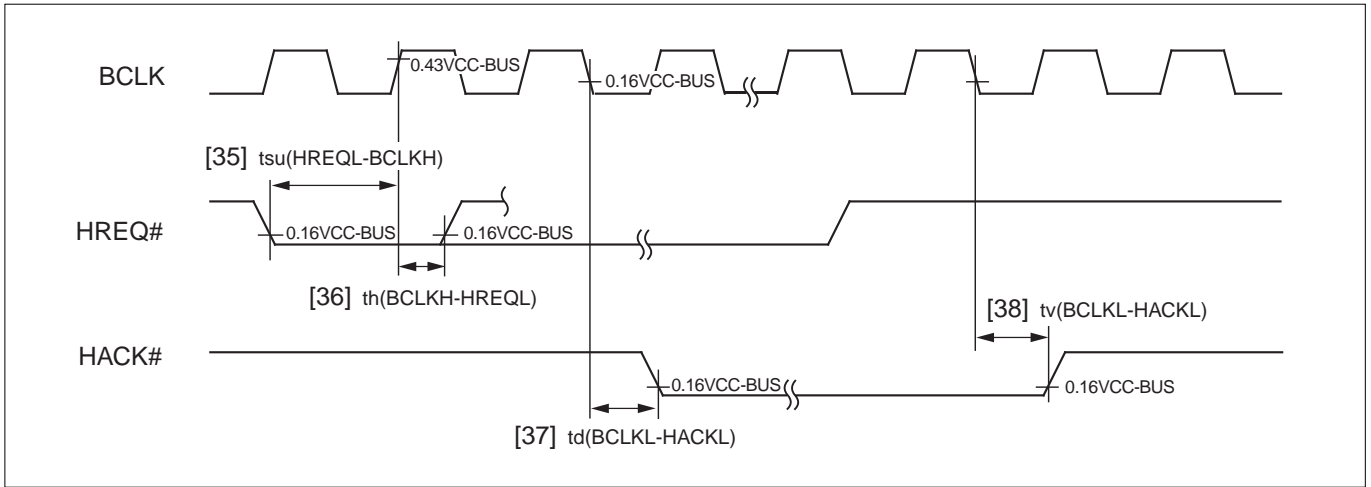 BCLK
0.43VCC-BUS
0.16VCC-BUS
[35] tsu(HREQL-BCLKH)
HREQ#
0.16VCC-BUS
0.16VCC-BUS
[36] th(BCLKH-HREQL)
[38] tv(BCLKL-HACKL)
HACK#
0.16VCC-BUS
0.16VCC-BUS
[37] td(BCLKL-HACKL)